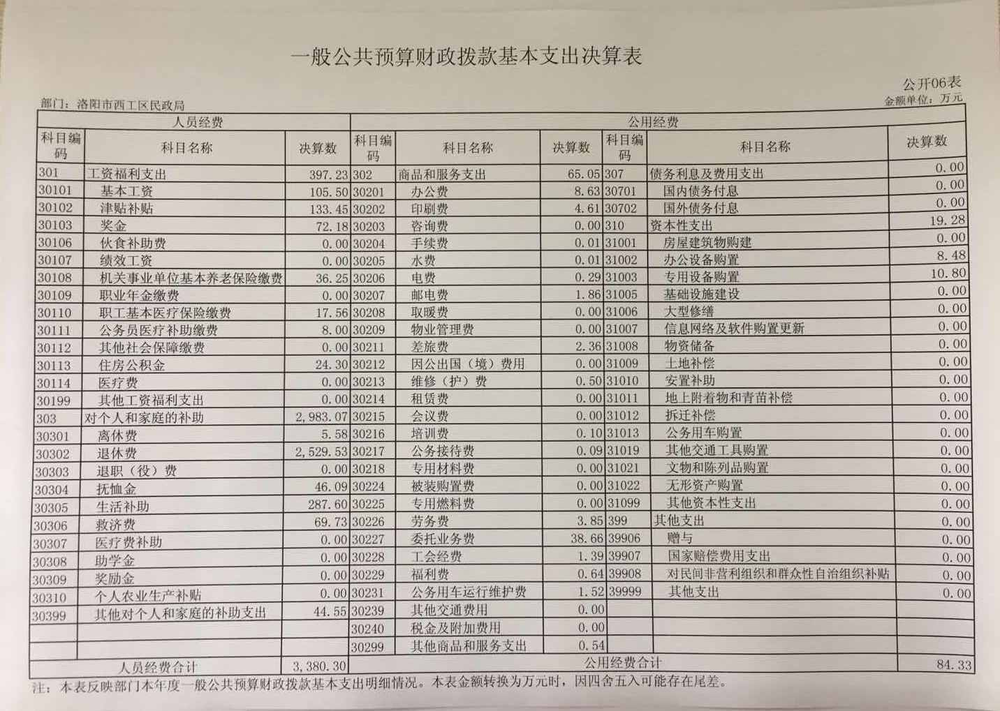 一般公共预算财政拨款基本支出决算表
公开06表
部门：洛阳市西工区民政局 金额单位：万元
人员经费 公用经费
科目编码 科目名称 决算数 科目编码 科目名称 决算数 科目编码 科目名称 决算数
301 工资福利支出 397.23 302 商品和服务支出 65.05 307 债务利息及费用支出 0.00
30101 基本工资 105.50 30201 办公费 8.63 30701 国内债务付息 0.00
30102 津贴补贴 133.45 30202 印刷费 4.61 30702 国外债务付息 0.00
30103 奖金 72.18 30203 咨询费 0.00 310 资本性支出 19.28
30106 伙食补助费 0.00 30204 手续费 0.01 31001 房屋建筑物购建 0.00
30107 绩效工资 0.00 30205 水费 0.01 31002 办公设备购置 8.48
30108 机关事业单位基本养老保险缴费 36.25 30206 电费 0.29 31003 专用设备购置 10.80
30109 职业年金缴费 0.00 30207 邮电费 1.86 31005 基础设施建设 0.00
30110 职工基本医疗保险缴费 17.56 30208 取暖费 0.00 31006 大型修缮 0.00
30111 公务员医疗补助缴费 8.00 30209 物业管理费 0.00 31007 信息网络及软件购置更新 0.00
30112 其他社会保障缴费 0.00 30211 差旅费 2.36 31008 物资储备 0.00
30113 住房公积金 24.30 30212 因公出国（境）费用 0.00 31009 土地补偿 0.00
30114 医疗费 0.00 30213 维修（护）费 0.50 31010 安置补助 0.00
30199 其他工资福利支出 0.00 30214 租赁费 0.00 31011 地上附着物和青苗补偿 0.00
303 对个人和家庭的补助 2,983.07 30215 会议费 0.00 31012 拆迁补偿 0.00
30301 离休费 5.58 30216 培训费 0.10 31013 公务用车购置 0.00
30302 退休费 2,529.53 30217 公务接待费 0.09 31019 其他交通工具购置 0.00
30303 退职（役）费 0.00 30218 专用材料费 0.00 31021 文物和陈列品购置 0.00
30304 抚恤金 46.09 30224 被装购置费 0.00 31022 无形资产购置 0.00
30305 生活补助 287.60 30225 专用燃料费 0.00 31099 其他资本性支出 0.00
30306 救济费 69.73 30226 劳务费 3.85 399 其他支出 0.00
30307 医疗费补助 0.00 30227 委托业务费 38.66 39906 赠与 0.00
30308 助学金 0.00 30228 工会经费 1.39 39907 国家赔偿费用支出 0.00
30309 奖励金 0.00 30229 福利费 0.64 39908 对民间非营利组织和群众性自治组织补贴 0.00
30310 个人农业生产补贴 0.00 30231 公务用车运行维护费 1.52 39999 其他支出 0.00
30399 其他对个人和家庭的补助支出 44.55 30239 其他交通费用 0.00
30240 税金及附加费用 0.00
30299 其他商品和服务支出 0.54
人员经费合计 3,380.30 公用经费合计 84.33
注：本表反映部门本年度一般公共预算财政拨款基本支出明细情况。本表金额转换为万元时，因四舍五入可能存在尾差。